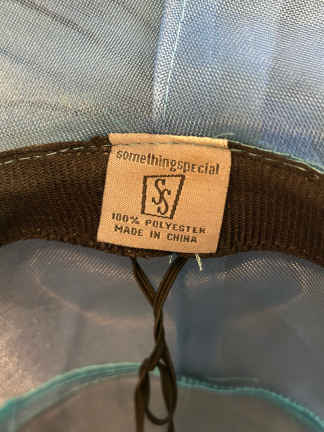 somethingspecial
SS
100% POLYESTER
MADE IN CHINA